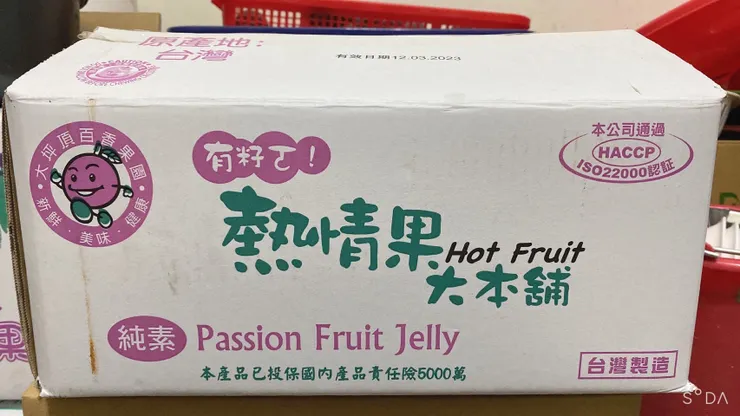 原產地:
台灣
有效日期12.03.2023
大坪頂百香果園
新鮮·美味·健康
有籽ㄛ!
本公司通過
HACCP
ISO22000認証
熱情果
Hot Fruit
大本舖
純素 Passion Fruit Jelly
本產品已投保國內產品責任險5000萬
台灣製造
SODA